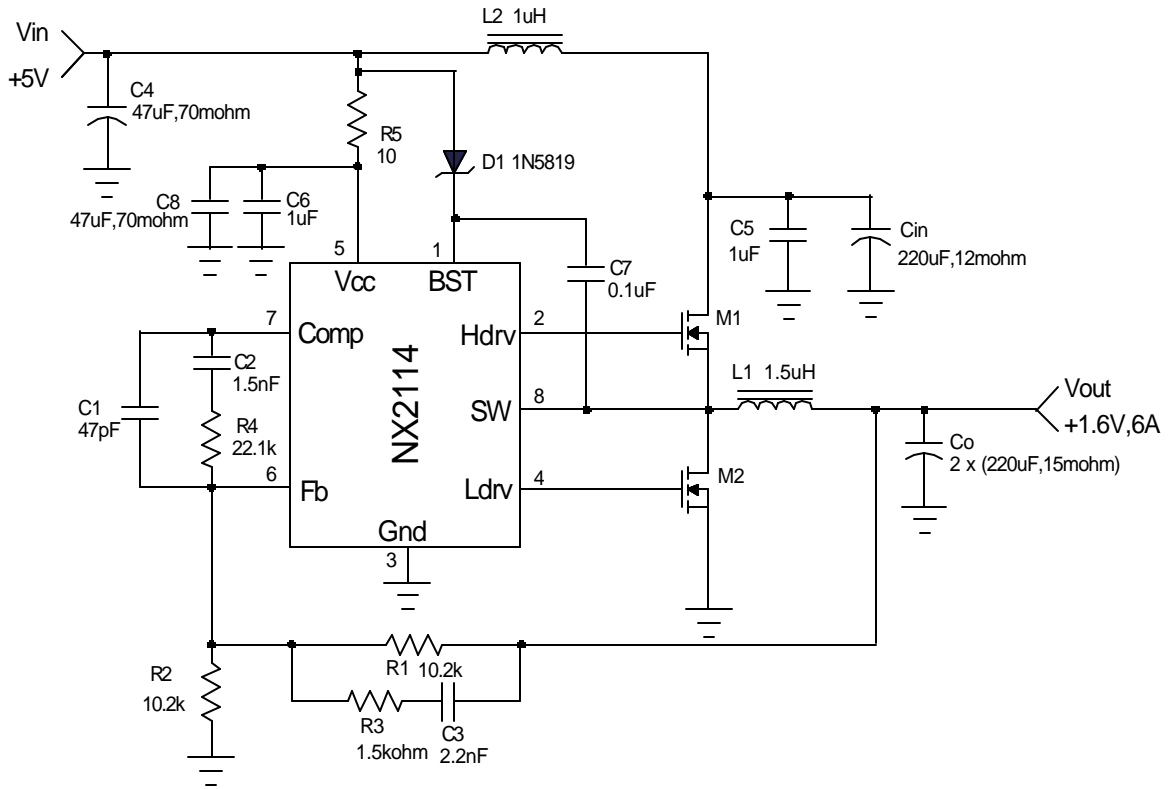 L2 1uH
Vin
+5V
C4
47uF,70mohm
R5
10
D1 1N5819
C8
47uF,70mohm
C6
1uF
C5
1uF
Cin
220uF,12mohm
5
1
Vcc
BST
C7
0.1uF
7
Comp
Hdrv
2
M1
C2
1.5nF
NX2114
L1 1.5uH
Vout
+1.6V,6A
C1
47pF
R4
22.1k
SW
8
Co
2 x (220uF,15mohm)
6
Fb
Ldrv
4
M2
Gnd
3
R1 10.2k
R2
10.2k
R3
1.5kohm
C3
2.2nF